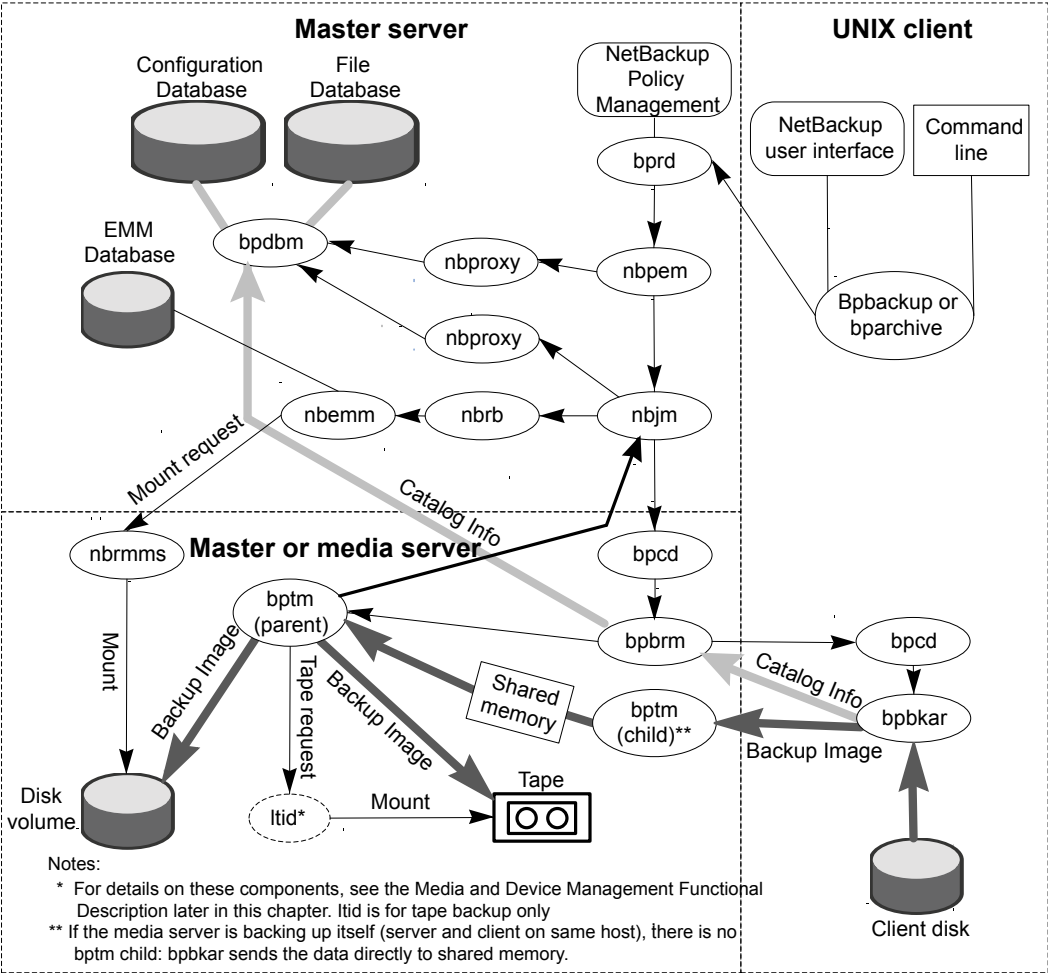 Master server
UNIX client
Configuration
Database
File
Database
NetBackup
Policy
Management
NetBackup
user interface
Command
line
bprd
EMM
Database
bpdbm
nbproxy
nbpem
Bpbackup or
bparchive
nbproxy
nbemm
nbrb
nbjm
Mount request
Catalog Info
nbrmms
Master or media server
bpcd
bptm
(parent)
bpbrm
bpcd
Mount
Backup Image
Tape request
Backup Image
Shared
memory
bptm
(child)**
Catalog Info
bpbkar
Backup Image
Disk
volume
ltid*
Mount
Tape
Client disk
Notes:
* For details on these components, see the Media and Device Management Functional
Description later in this chapter. ltid is for tape backup only
** If the media server is backing up itself (server and client on same host), there is no
bptm child: bpbkar sends the data directly to shared memory.